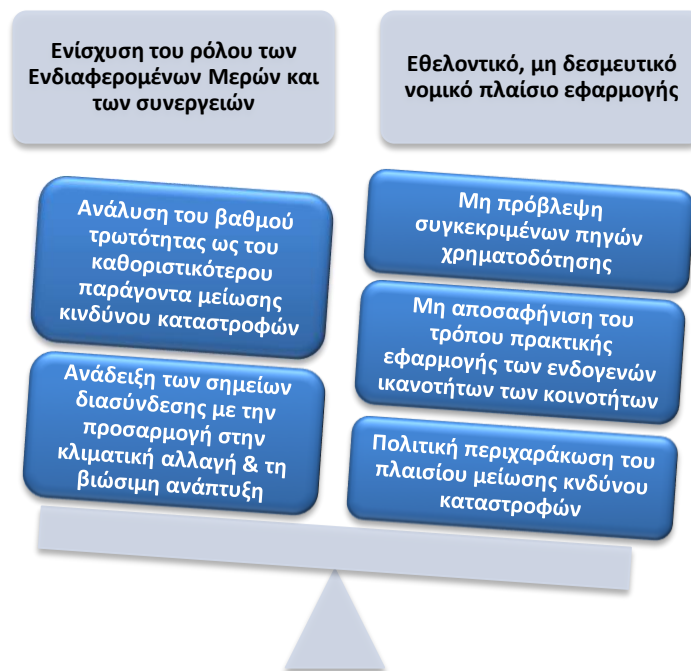 Ενίσχυση του ρόλου των
Ενδιαφερομένων Μερών και
των συνεργειών
Εθελοντικό, μη δεσμευτικό
νομικό πλαίσιο εφαρμογής
Ανάλυση του βαθμού
τρωτότητας ως του
καθοριστικότερου
παράγοντα μείωσης
κινδύνου καταστροφών
Ανάδειξη των σημείων
διασύνδεσης με την
προσαρμογή στην
κλιματική αλλαγή & τη
βιώσιμη ανάπτυξη
Μη πρόβλεψη
συγκεκριμένων πηγών
χρηματοδότησης
Μη αποσαφήνιση του
τρόπου πρακτικής
εφαρμογής των ενδογενών
ικανοτήτων των κοινοτήτων
Πολιτική περιχαράκωση του
πλαισίου μείωσης κνδύνου
καταστροφών